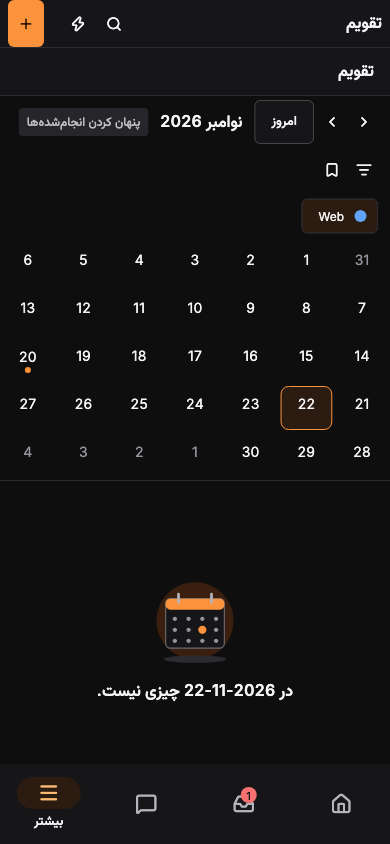 تقویم
تقویم
امروز
نوامبر 2026
پنهان کردن انجام‌شده‌ها
Web
31 1 2 3 4 5 6
7 8 9 10 11 12 13
14 15 16 17 18 19 20
21 22 23 24 25 26 27
28 29 30 1 2 3 4
در 2026-11-22 چیزی نیست.
1
بیشتر